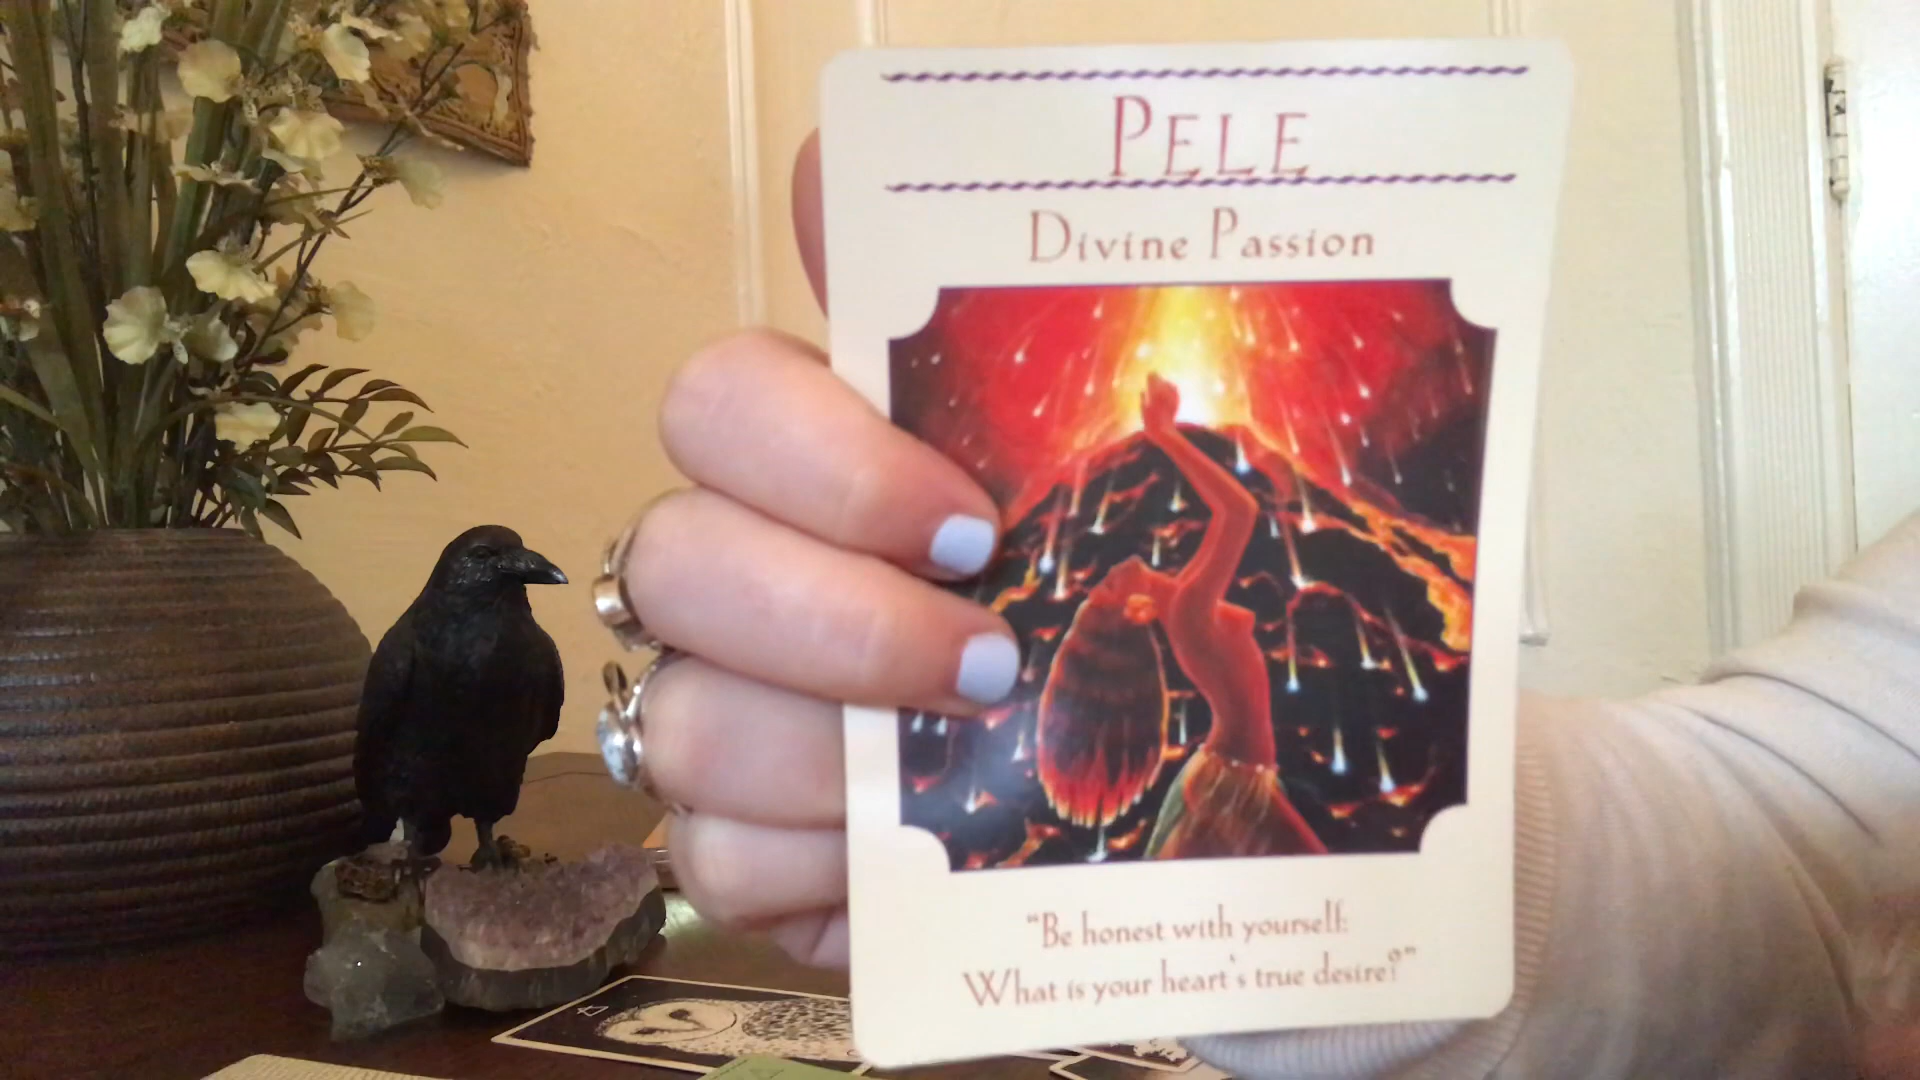 PELE
Divine Passion
"Be honest with yourself:
What is your heart's true desire?"